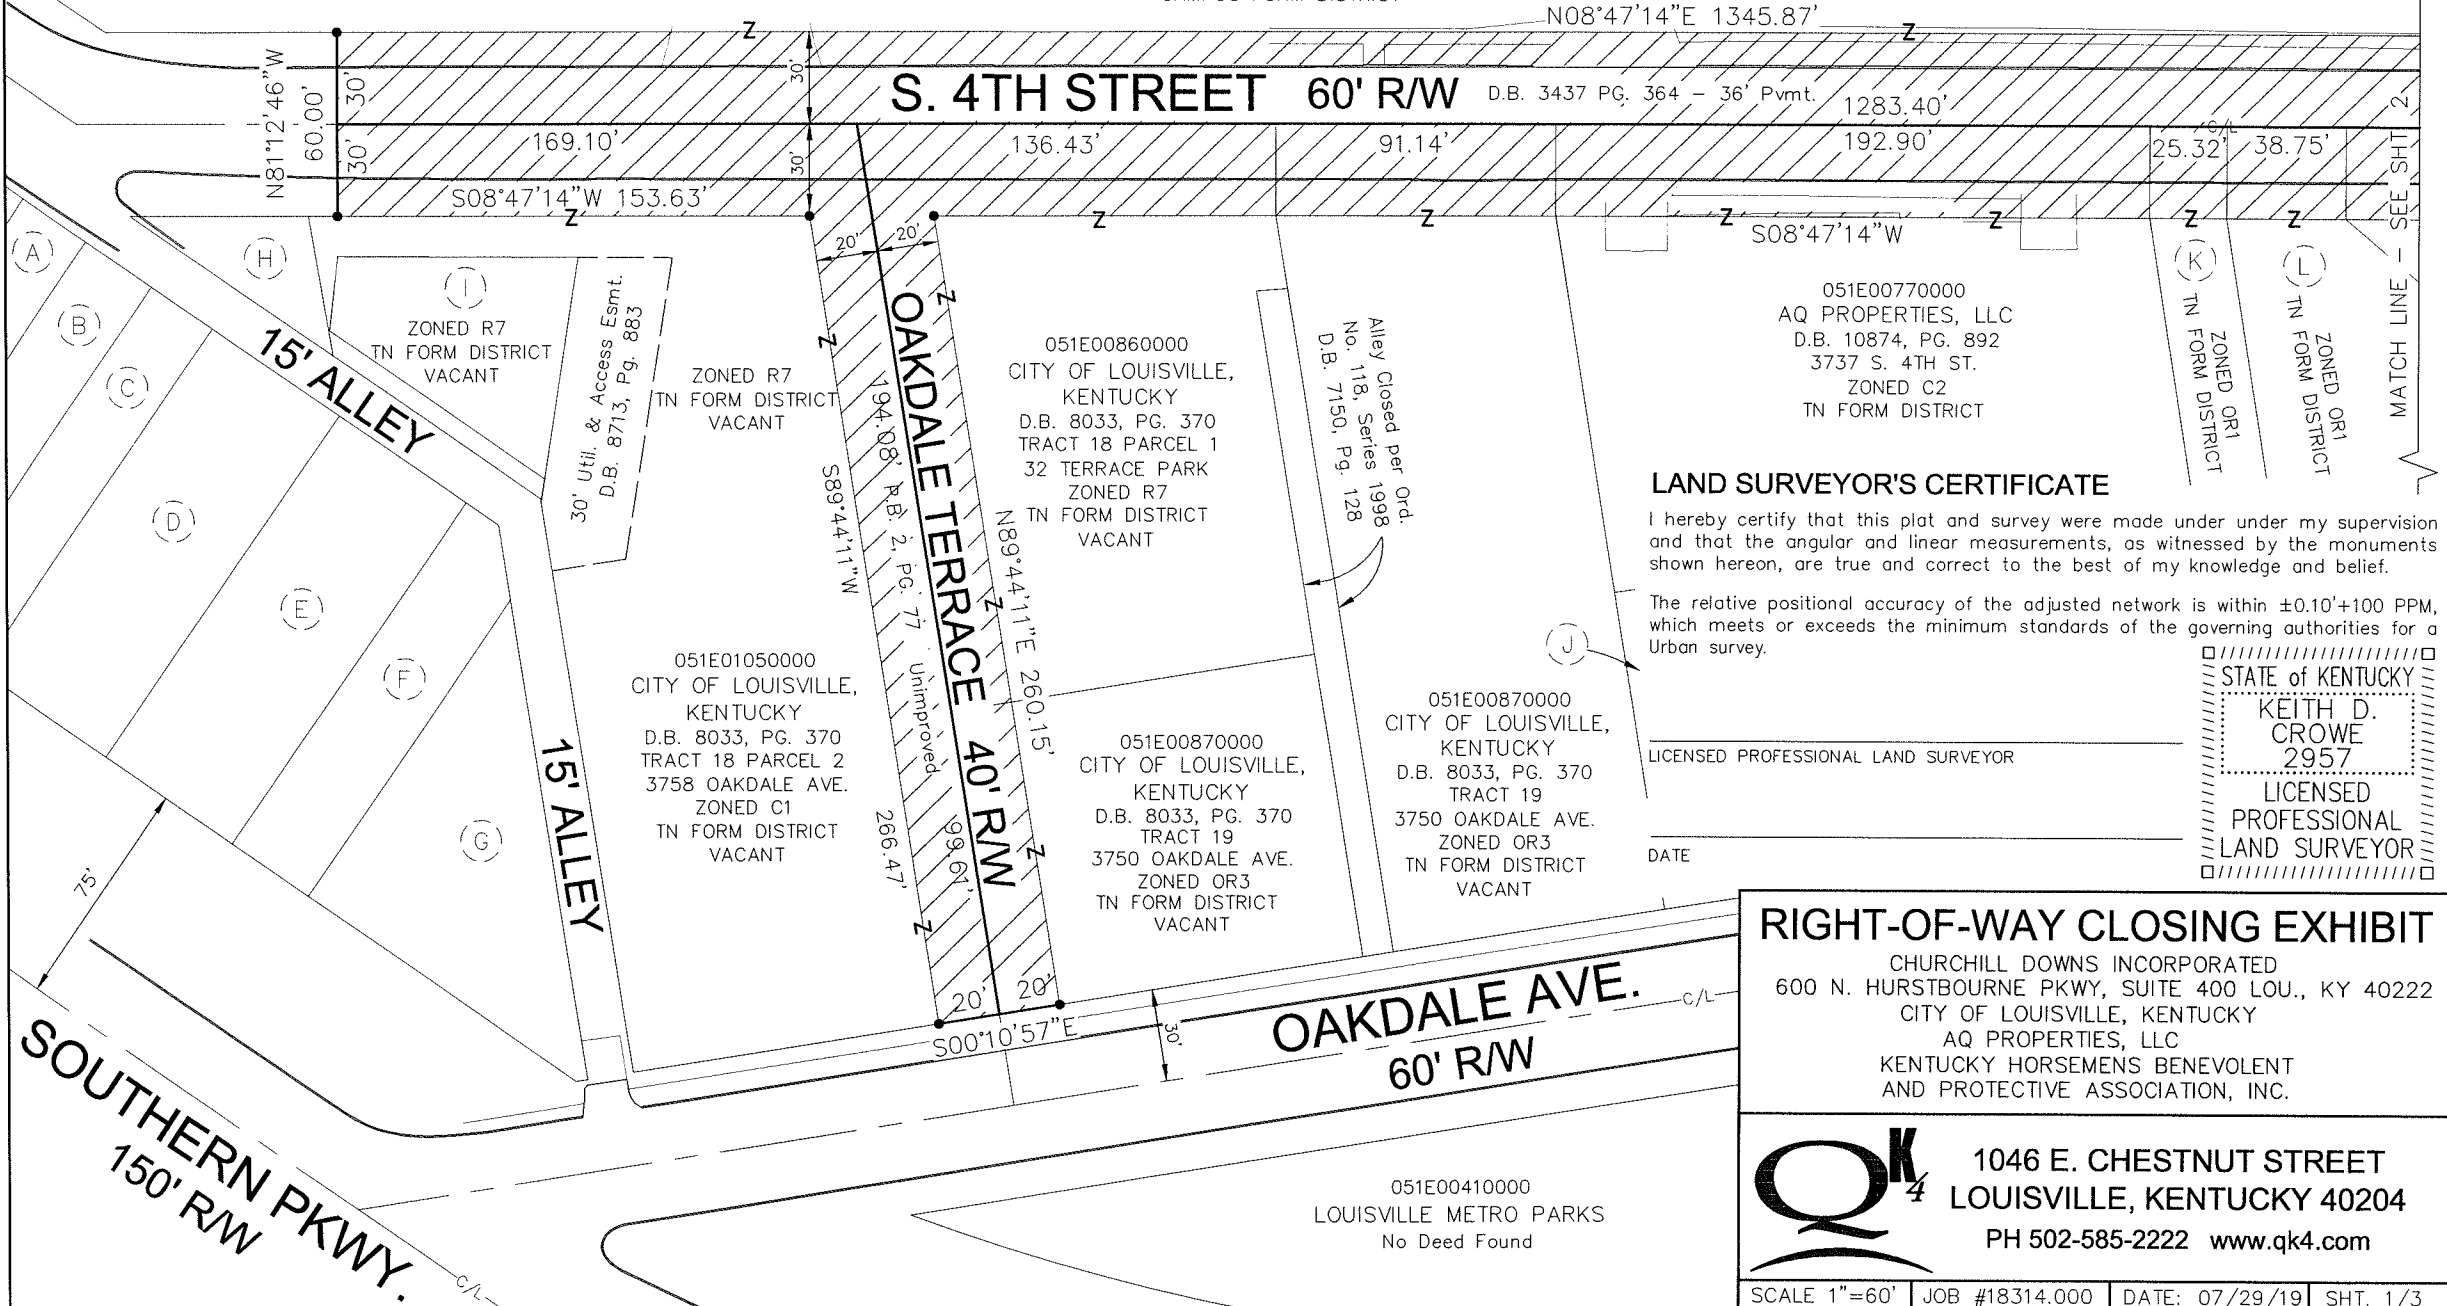 N08°47'14"E 1345.87'
Z
Z
N81°12'46"W
60.00'
30'
30'
30'
30'
S. 4TH STREET 60' R/W D.B. 3437 PG. 364 - 36' Pvmt.
1283.40'
C/L
169.10'
136.43'
91.14'
192.90'
25.32'
38.75'
S08°47'14"W 153.63'
Z
Z
Z
Z
Z
Z
Z
S08°47'14"W
MATCH LINE - SEE SHT 2
20'
20'
A
B
C
D
E
F
G
H
I
ZONED R7
TN FORM DISTRICT
VACANT
15' ALLEY
30' Util. & Access Esmt.
D.B. 8713, Pg. 883
ZONED R7
TN FORM DISTRICT
VACANT
051E01050000
CITY OF LOUISVILLE,
KENTUCKY
D.B. 8033, PG. 370
TRACT 18 PARCEL 2
3758 OAKDALE AVE.
ZONED C1
TN FORM DISTRICT
VACANT
15' ALLEY
Z
Z
S89°44'11"W
266.47'
194.08'
P.B. 2, PG. 77
Unimproved
99.61'
OAKDALE TERRACE 40' R/W
Z
Z
Z
N89°44'11"E 260.15'
20'
20'
S00°10'57"E
051E00860000
CITY OF LOUISVILLE,
KENTUCKY
D.B. 8033, PG. 370
TRACT 18 PARCEL 1
32 TERRACE PARK
ZONED R7
TN FORM DISTRICT
VACANT
051E00870000
CITY OF LOUISVILLE,
KENTUCKY
D.B. 8033, PG. 370
TRACT 19
3750 OAKDALE AVE.
ZONED OR3
TN FORM DISTRICT
VACANT
Alley Closed per Ord.
No. 118, Series 1998
D.B. 7150, Pg. 128
051E00870000
CITY OF LOUISVILLE,
KENTUCKY
D.B. 8033, PG. 370
TRACT 19
3750 OAKDALE AVE.
ZONED OR3
TN FORM DISTRICT
VACANT
J
051E00770000
AQ PROPERTIES, LLC
D.B. 10874, PG. 892
3737 S. 4TH ST.
ZONED C2
TN FORM DISTRICT
K
ZONED OR1
TN FORM DISTRICT
L
ZONED OR1
TN FORM DISTRICT
LAND SURVEYOR'S CERTIFICATE
I hereby certify that this plat and survey were made under under my supervision
and that the angular and linear measurements, as witnessed by the monuments
shown hereon, are true and correct to the best of my knowledge and belief.
The relative positional accuracy of the adjusted network is within ±0.10'+100 PPM,
which meets or exceeds the minimum standards of the governing authorities for a
Urban survey.
STATE of KENTUCKY
KEITH D.
CROWE
2957
LICENSED
PROFESSIONAL
LAND SURVEYOR
LICENSED PROFESSIONAL LAND SURVEYOR
DATE
75'
SOUTHERN PKWY.
150' R/W
C/L
30'
OAKDALE AVE.
60' R/W
C/L
051E00410000
LOUISVILLE METRO PARKS
No Deed Found
RIGHT-OF-WAY CLOSING EXHIBIT
CHURCHILL DOWNS INCORPORATED
600 N. HURSTBOURNE PKWY, SUITE 400 LOU., KY 40222
CITY OF LOUISVILLE, KENTUCKY
AQ PROPERTIES, LLC
KENTUCKY HORSEMENS BENEVOLENT
AND PROTECTIVE ASSOCIATION, INC.
QK4
1046 E. CHESTNUT STREET
LOUISVILLE, KENTUCKY 40204
PH 502-585-2222 www.qk4.com
SCALE 1"=60' JOB #18314.000 DATE: 07/29/19 SHT. 1/3